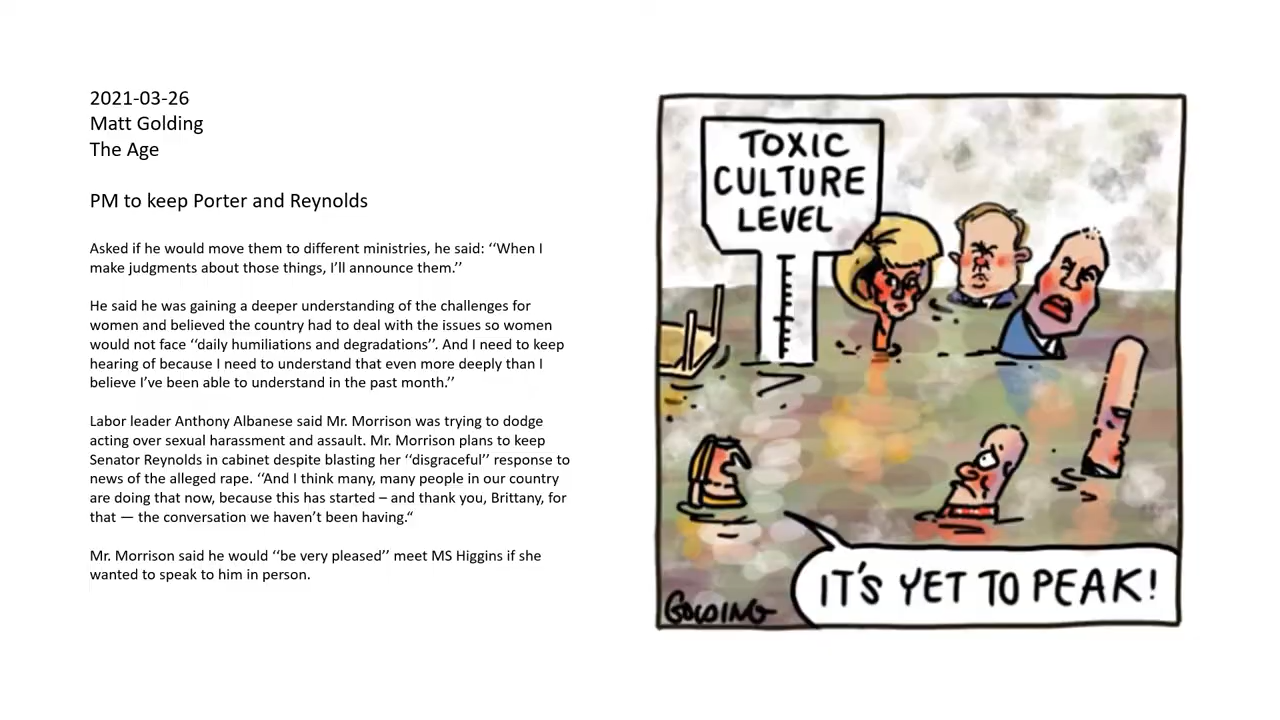 2021-03-26
Matt Golding
The Age
PM to keep Porter and Reynolds
Asked if he would move them to different ministries, he said: ‘‘When I
make judgments about those things, I’ll announce them.’’
He said he was gaining a deeper understanding of the challenges for
women and believed the country had to deal with the issues so women
would not face ‘‘daily humiliations and degradations’’. And I need to keep
hearing of because I need to understand that even more deeply than I
believe I’ve been able to understand in the past month.’’
Labor leader Anthony Albanese said Mr. Morrison was trying to dodge
acting over sexual harassment and assault. Mr. Morrison plans to keep
Senator Reynolds in cabinet despite blasting her ‘‘disgraceful’’ response to
news of the alleged rape. ‘‘And I think many, many people in our country
are doing that now, because this has started – and thank you, Brittany, for
that — the conversation we haven’t been having.“
Mr. Morrison said he would ‘‘be very pleased’’ meet MS Higgins if she
wanted to speak to him in person.
TOXIC
CULTURE
LEVEL
IT'S YET TO PEAK!
GOLDING